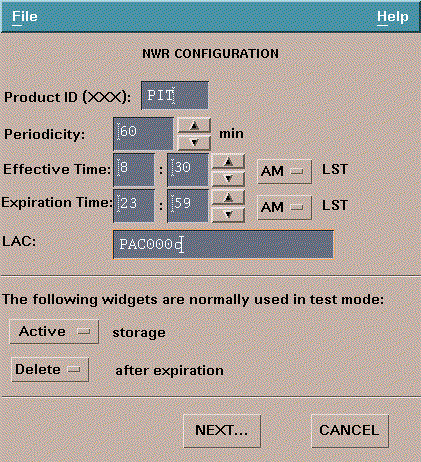 File Help
NWR CONFIGURATION
Product ID (XXX): PIT
Periodicity: 60 min
Effective Time: 8 : 30 AM LST
Expiration Time: 23 : 59 AM LST
LAC: PAC000c
The following widgets are normally used in test mode:
Active storage
Delete after expiration
NEXT... CANCEL